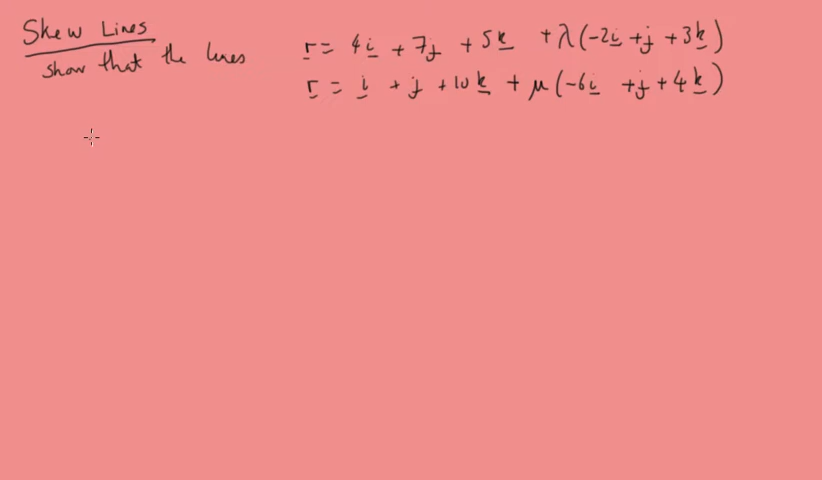 Skew Lines
show that the lines
r = 4i + 7j + 5k + λ(-2i + j + 3k)
r = i + j + 10k + μ(-6i + j + 4k)